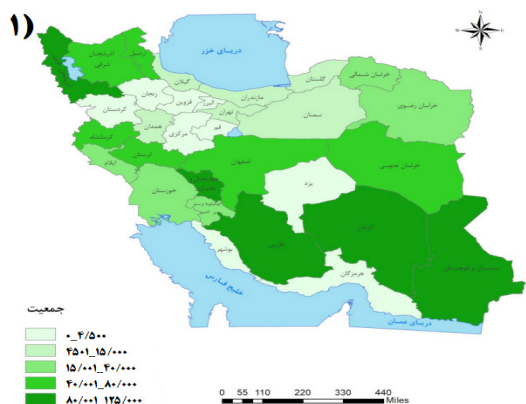 ۱)
دریای خزر
آذربایجان
شرقی
اردبیل
گیلان
گلستان
خراسان شمالی
زنجان
مازندران
خراسان رضوی
قزوین
البرز
تهران
سمنان
کردستان
همدان
مرکزی
قم
کرمانشاه
لرستان
ایلام
اصفهان
خراسان جنوبی
یزد
خوزستان
کرمان
فارس
سیستان و بلوچستان
بوشهر
هرمزگان
خلیج فارس
دریای عمان
جمعیت
۰_۴/۵۰۰
۴۵۰۱_۱۵/۰۰۰
۱۵/۰۰۱_۴۰/۰۰۰
۴۰/۰۰۱_۸۰/۰۰۰
۸۰/۰۰۱_۱۲۵/۰۰۰
0 55 110 220 330 440
Miles